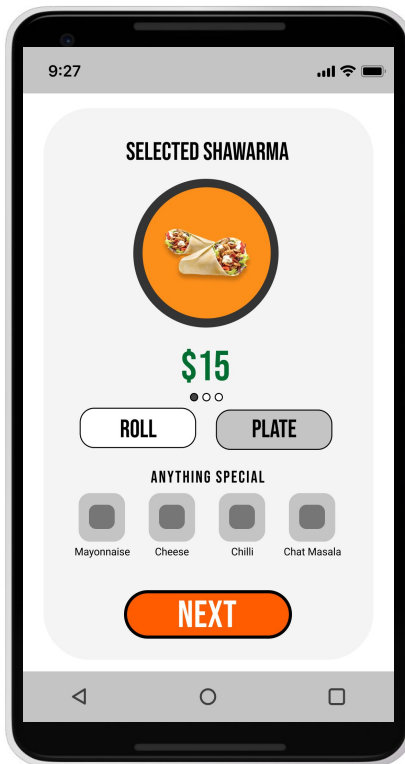 9:27
SELECTED SHAWARMA
$15
ROLL PLATE
ANYTHING SPECIAL
Mayonnaise Cheese Chilli Chat Masala
NEXT